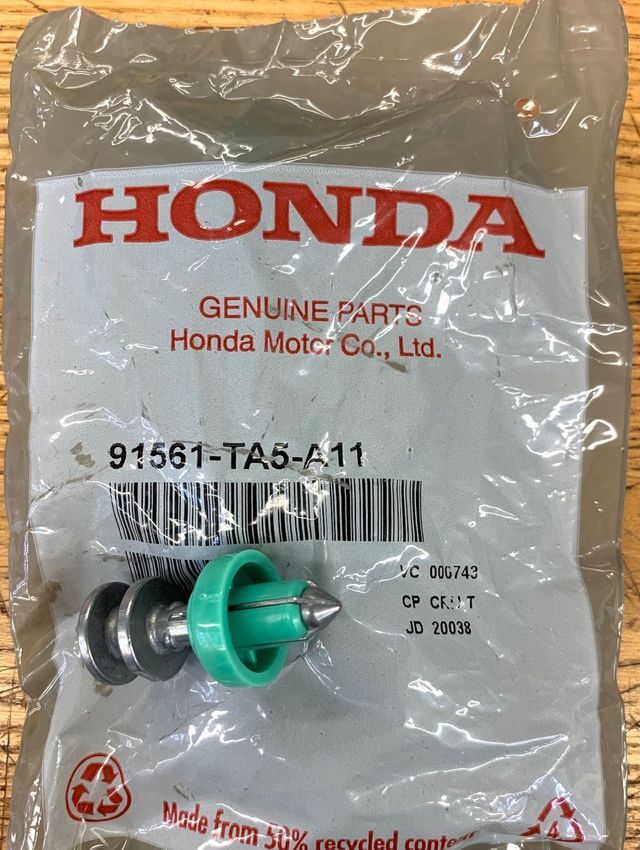 HONDA
GENUINE PARTS
Honda Motor Co., Ltd.
91561-TA5-A11
VC 000743
CP
JD 20038
Made from 50% recycled content
4